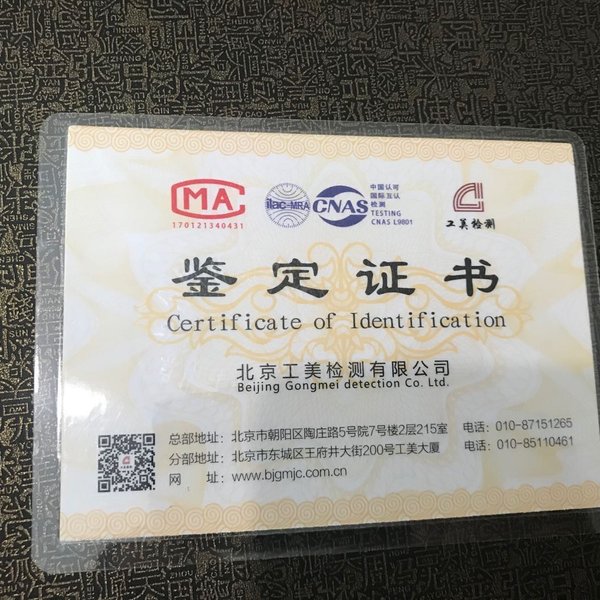 CMA
170121340431
ilac-MRA
CNAS
中国认可
国际互认
检测
TESTING
CNAS L9801
工美检测
鉴定证书
Certificate of Identification
北京工美检测有限公司
Beijing Gongmei detection Co. Ltd.
总部地址：北京市朝阳区陶庄路5号院7号楼2层215室 电话：010-87151265
分部地址：北京市东城区王府井大街200号工美大厦 电话：010-85110461
网 址：www.bjgmjc.com.cn